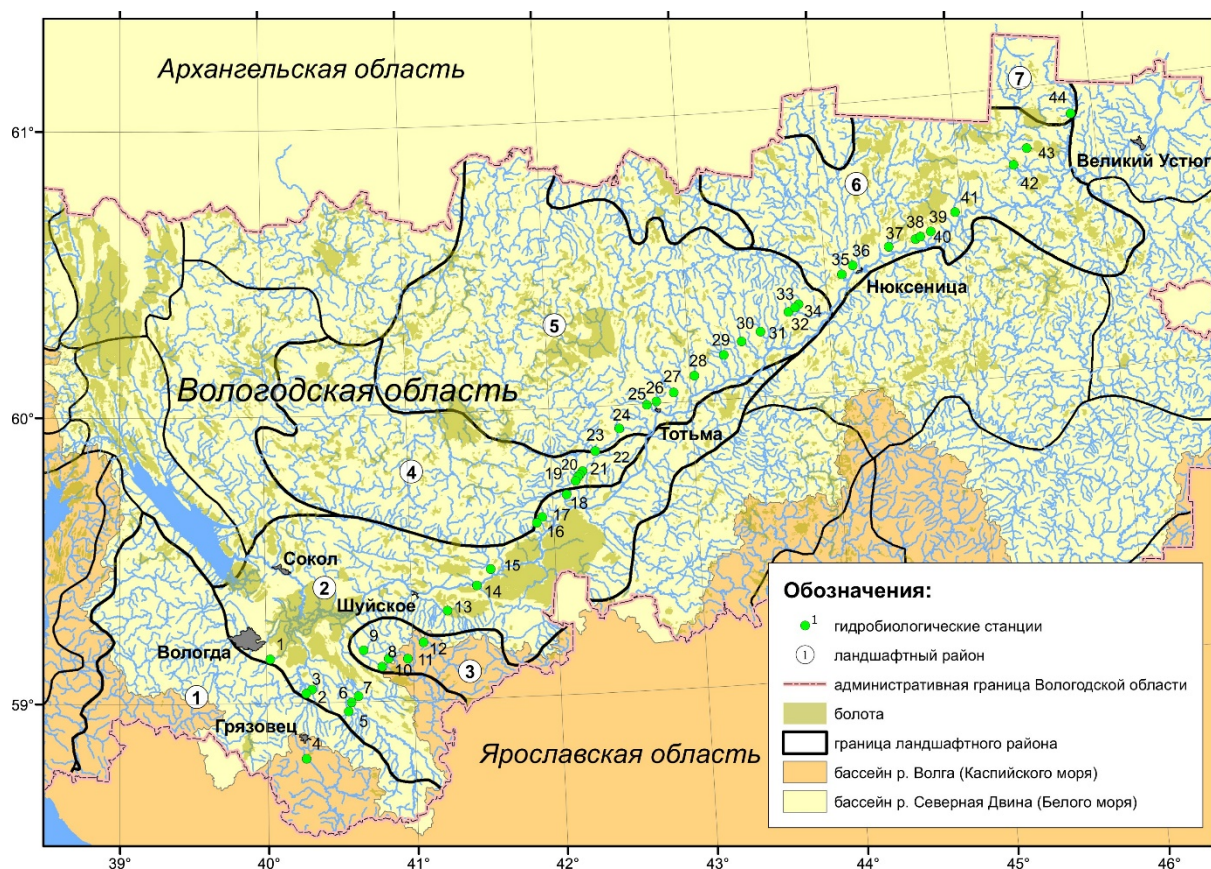 Архангельская область
7
44
61°
43
Великий Устюг
42
6
41
39
38
40
37
36
35
Нюксеница
33
34
32
5
30
31
29
28
Вологодская область
27
26
25
60°
24
Тотьма
23
22
4
20
21
19
18
17
16
Сокол
15
2
14
Шуйское
13
Вологда
1
9
8
12
11
10
3
1
3
2
6
7
5
59°
Грязовец
4
Ярославская область
Обозначения:
1 гидробиологические станции
1 ландшафтный район
административная граница Вологодской области
болота
граница ландшафтного района
бассейн р. Волга (Каспийского моря)
бассейн р. Северная Двина (Белого моря)
39° 40° 41° 42° 43° 44° 45° 46°